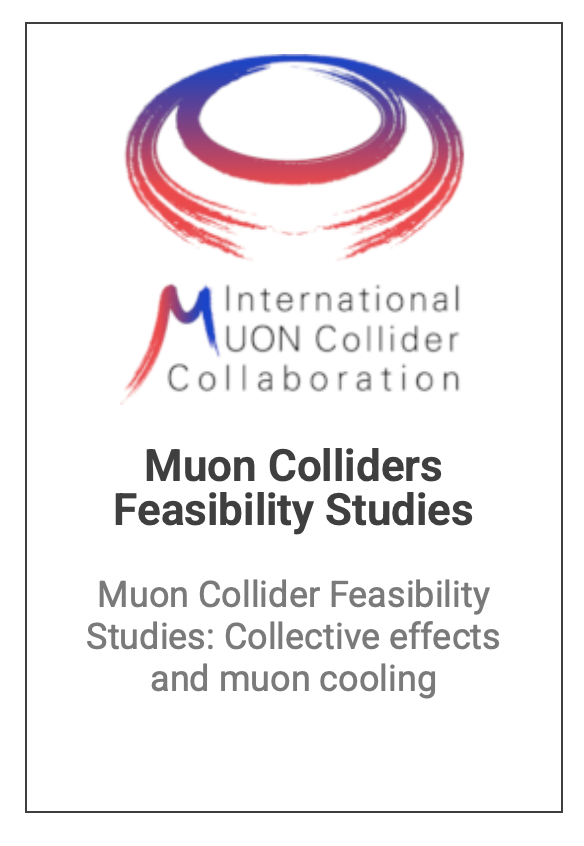 International
MUON Collider
Collaboration
Muon Colliders
Feasibility Studies
Muon Collider Feasibility
Studies: Collective effects
and muon cooling